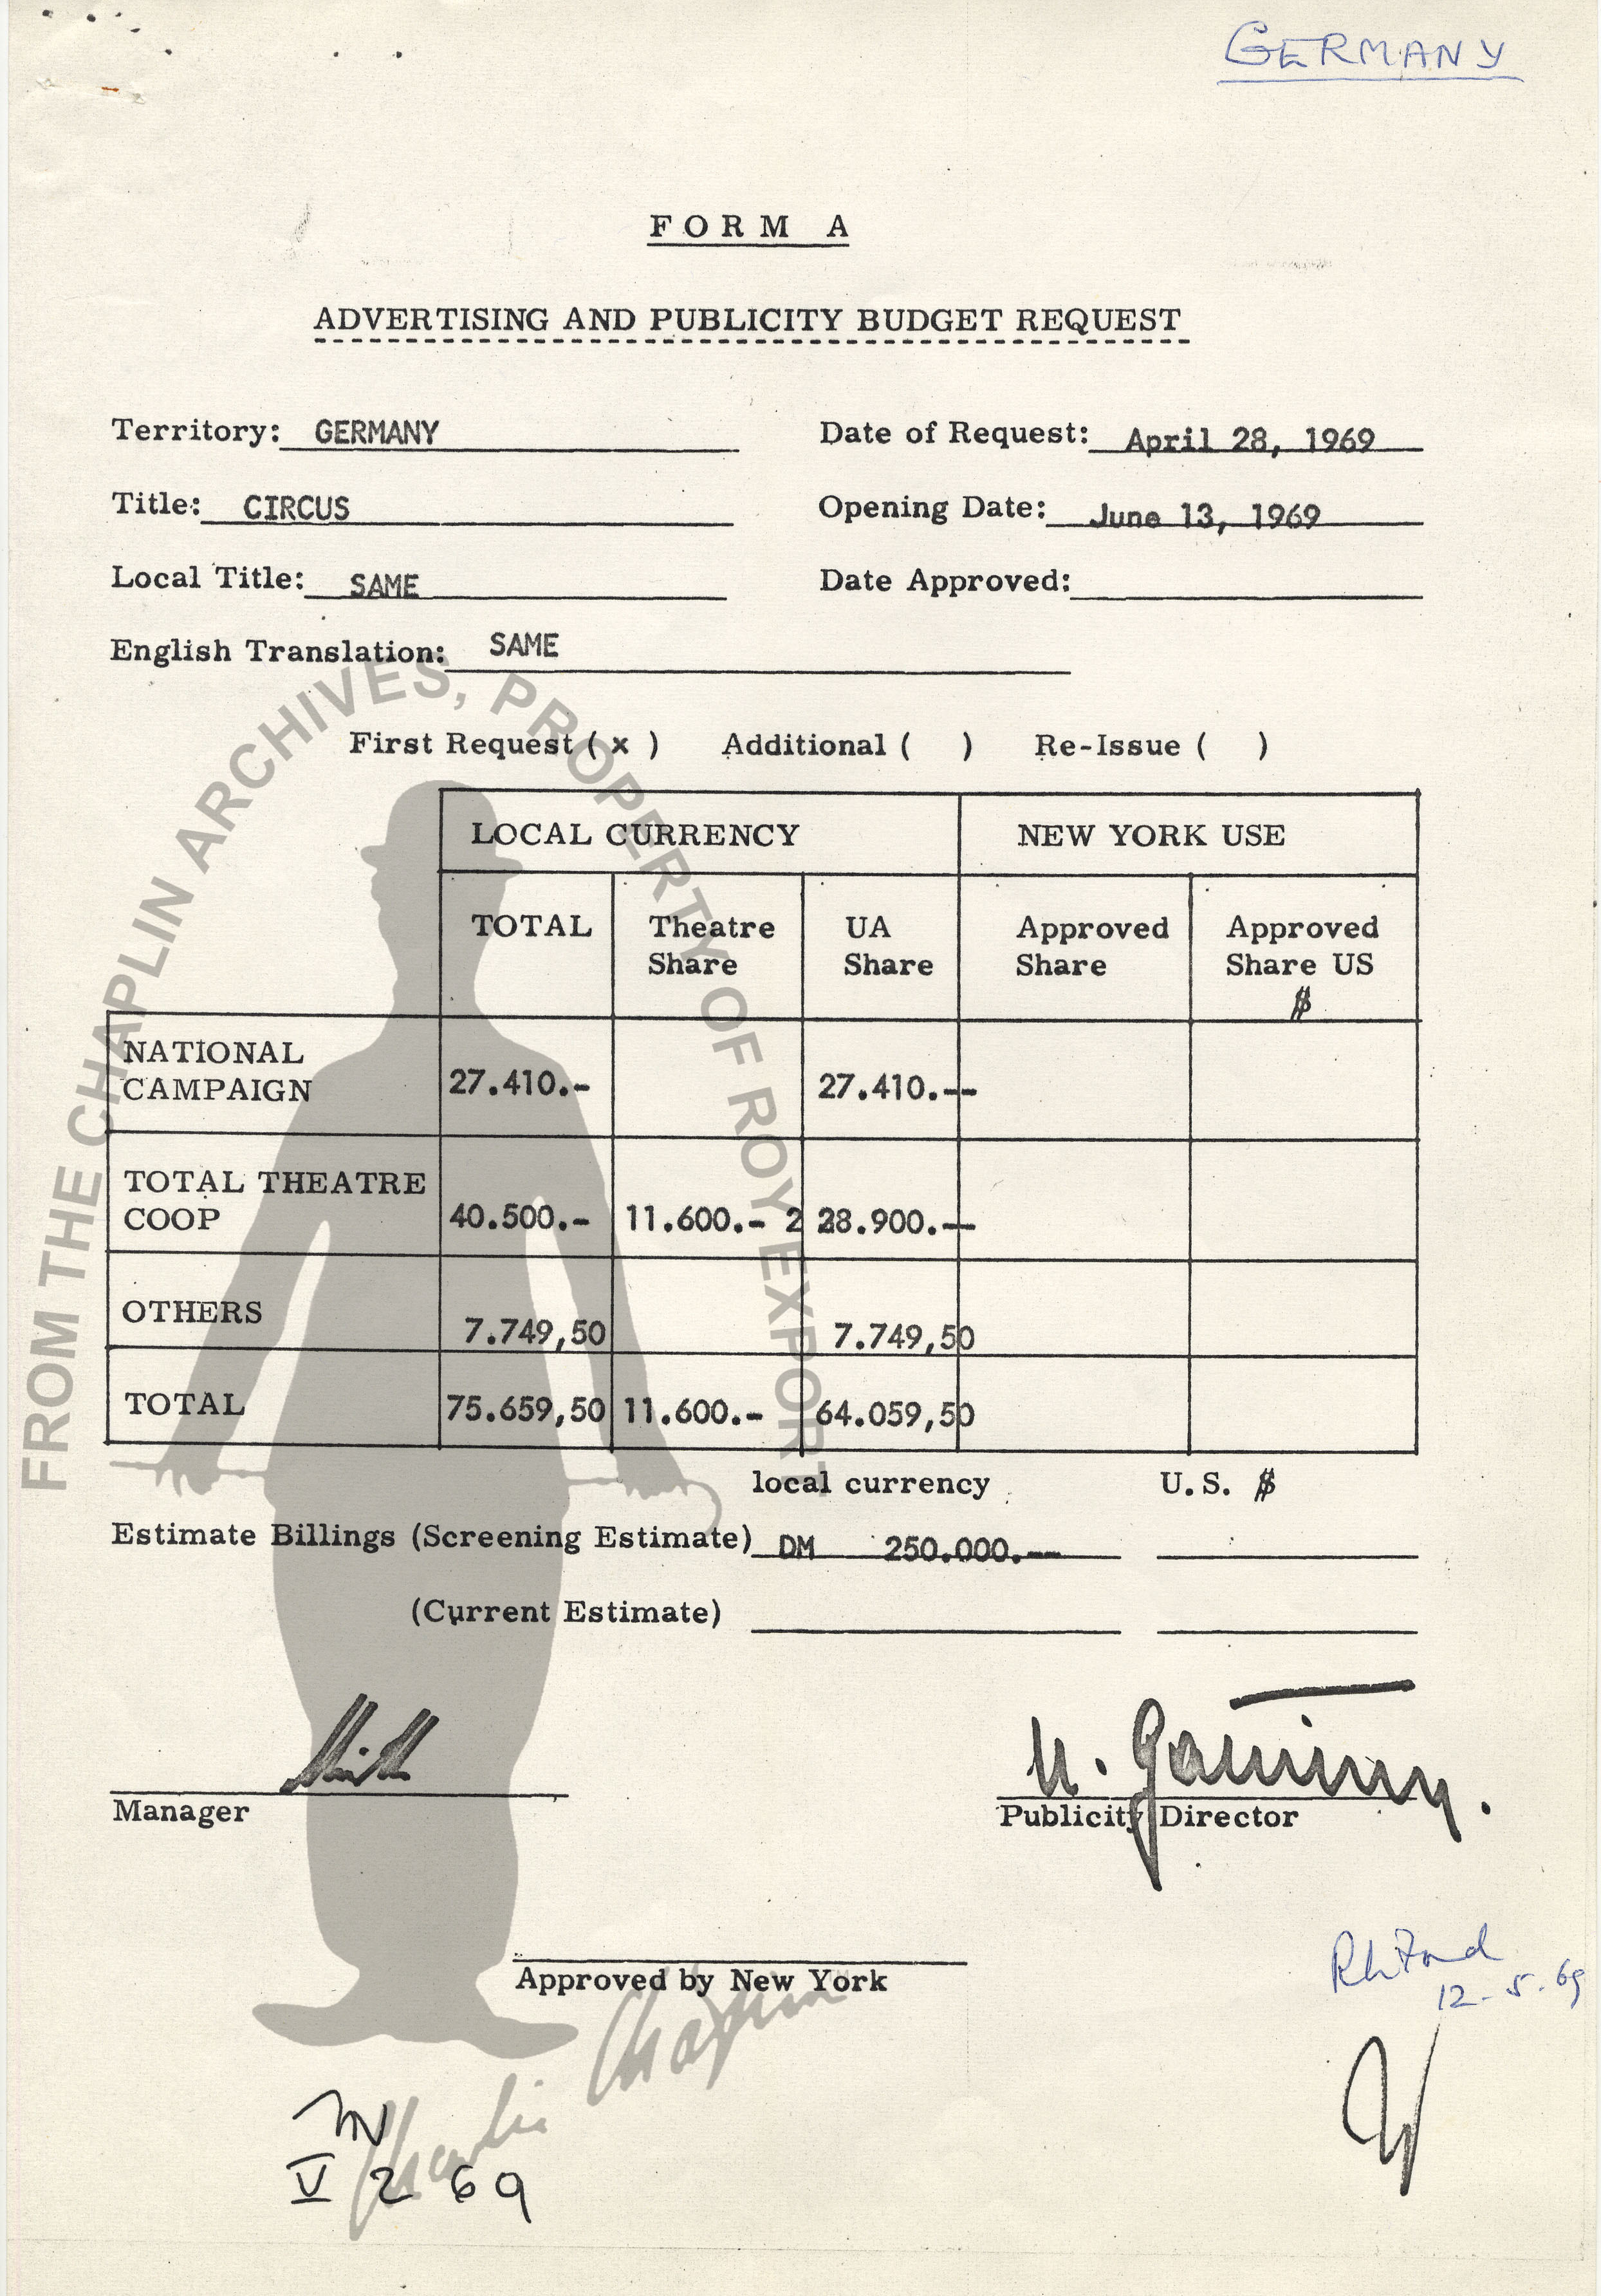 GERMANY
FORM A
ADVERTISING AND PUBLICITY BUDGET REQUEST
Territory: GERMANY Date of Request: April 28, 1969
Title: CIRCUS Opening Date: June 13, 1969
Local Title: SAME Date Approved:
English Translation: SAME
First Request ( x ) Additional ( ) Re-Issue ( )
LOCAL CURRENCY NEW YORK USE
TOTAL Theatre Share UA Share Approved Share Approved Share US $
NATIONAL CAMPAIGN 27.410.- 27.410.--
TOTAL THEATRE COOP 40.500.- 11.600.- 2 28.900.--
OTHERS 7.749,50 7.749,50
TOTAL 75.659,50 11.600.- 64.059,50
local currency U.S. $
Estimate Billings (Screening Estimate) DM 250.000.--
(Current Estimate)
Manager Publicity Director
Approved by New York
12-5-69
V 2 69
FROM THE CHAPLIN ARCHIVES, PROPERTY OF ROY EXPORT
Charlie Chaplin